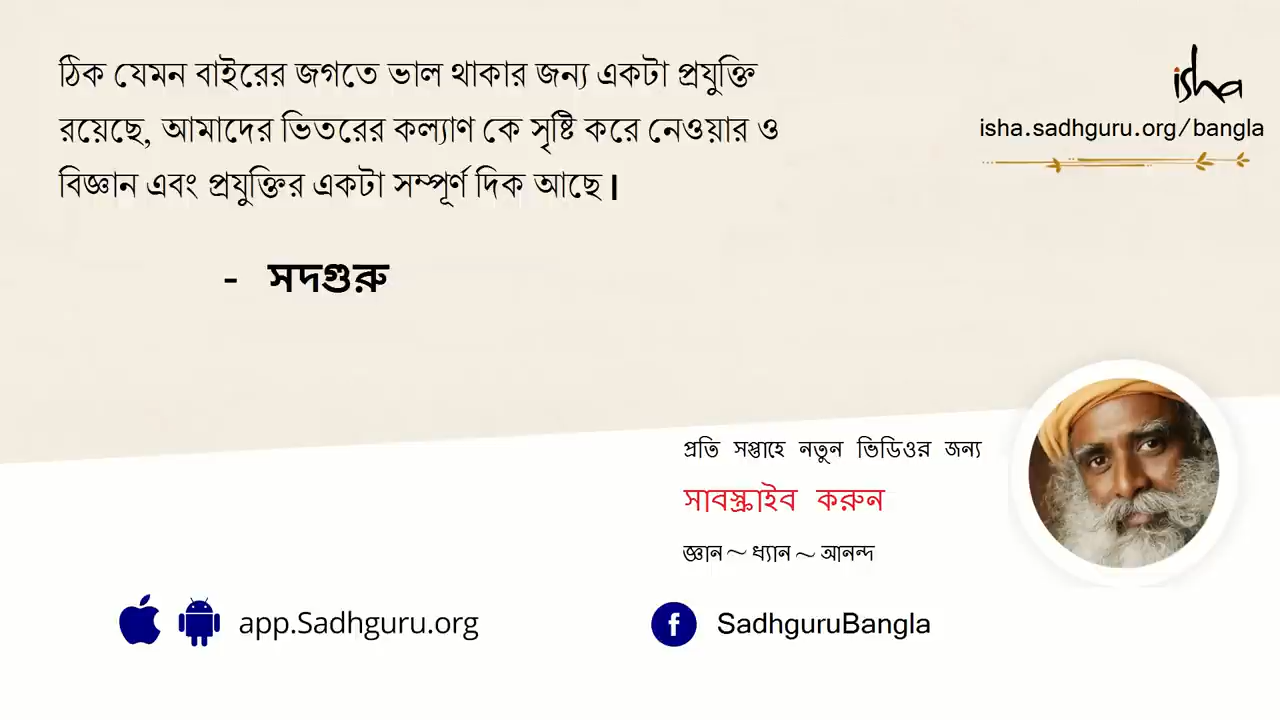 ঠিক যেমন বাইরের জগতে ভাল থাকার জন্য একটা প্রযুক্তি
রয়েছে, আমাদের ভিতরের কল্যাণ কে সৃষ্টি করে নেওয়ার ও
বিজ্ঞান এবং প্রযুক্তির একটা সম্পূর্ণ দিক আছে।
- সদগুরু
isha
isha.sadhguru.org/bangla
প্রতি সপ্তাহে নতুন ভিডিওর জন্য
সাবস্ক্রাইব করুন
জ্ঞান ~ ধ্যান ~ আনন্দ
app.Sadhguru.org
f SadhguruBangla